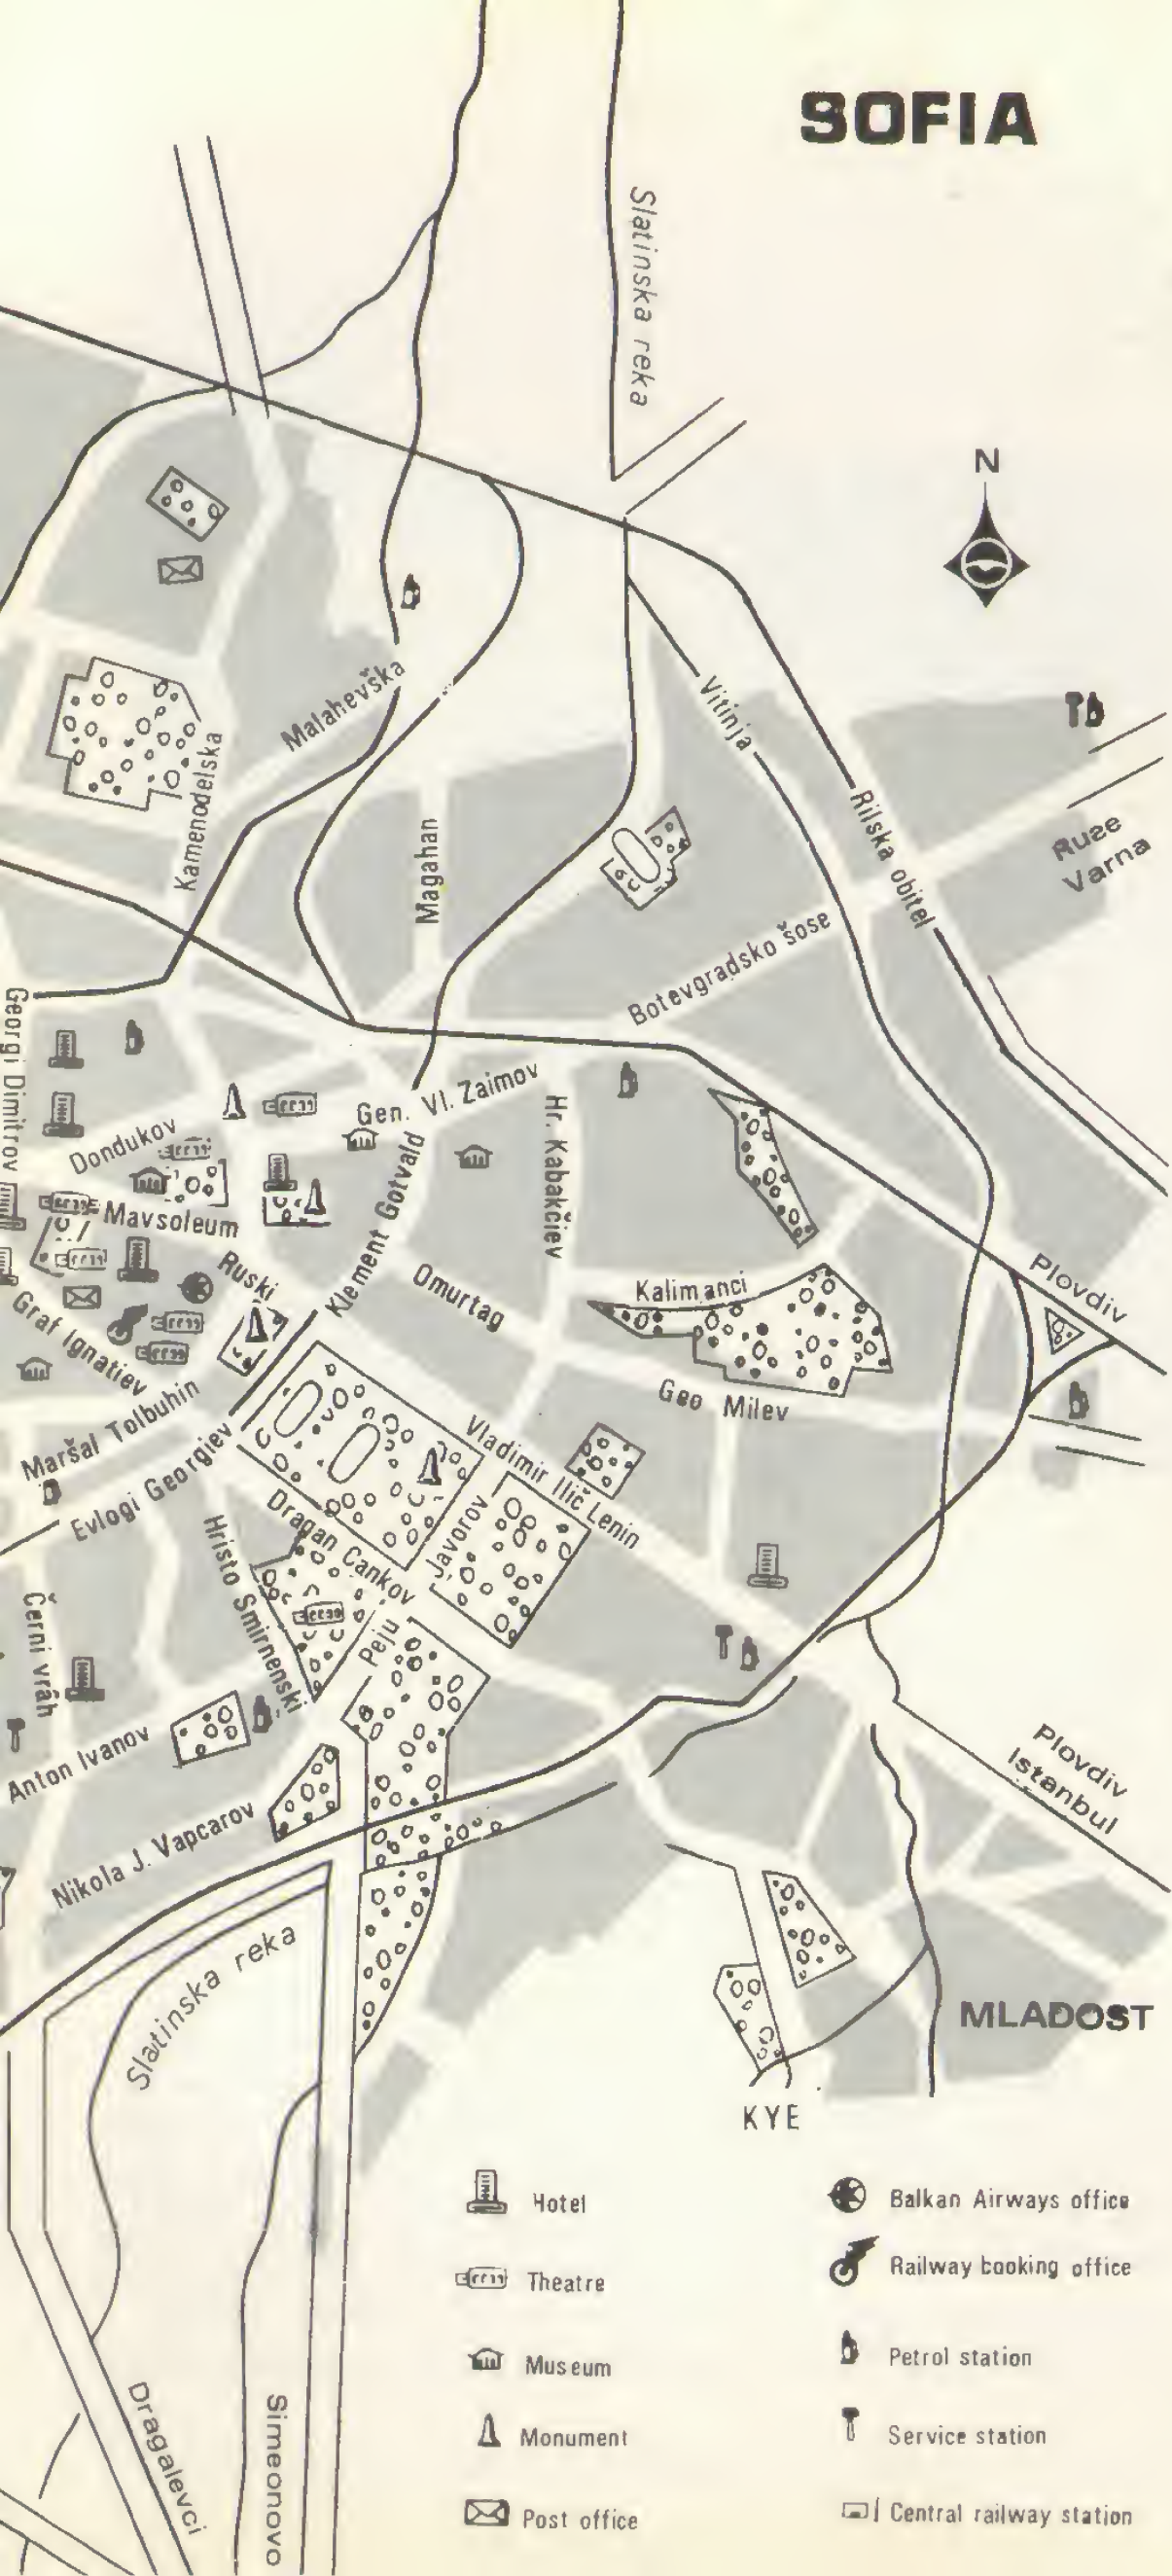 SOFIA
Slatinska reka
N
Malahevška
Vitinja
Kamenodelska
Rilska obitel
Magahan
Ruse
Varna
Botevgradsko šose
Georgi Dimitrov
Gen. Vl. Zaimov
Hr. Kabakčiev
Dondukov
Klement Gotvald
Mavsoleum
Ruski
Omurtag
Kalimanci
Plovdiv
Graf Ignatiev
Geo Milev
Maršal Tolbuhin
Vladimir Ilič Lenin
Evlogi Georgiev
Dragan Cankov
Javorov
Hristo Smirnenski
Peju
Černi vrâh
Anton Ivanov
Plovdiv
Istanbul
Nikola J. Vapcarov
Slatinska reka
MLADOST
KYE
Hotel
Balkan Airways office
Theatre
Railway booking office
Museum
Petrol station
Monument
Service station
Post office
Central railway station
Dragalevci
Simeonovo